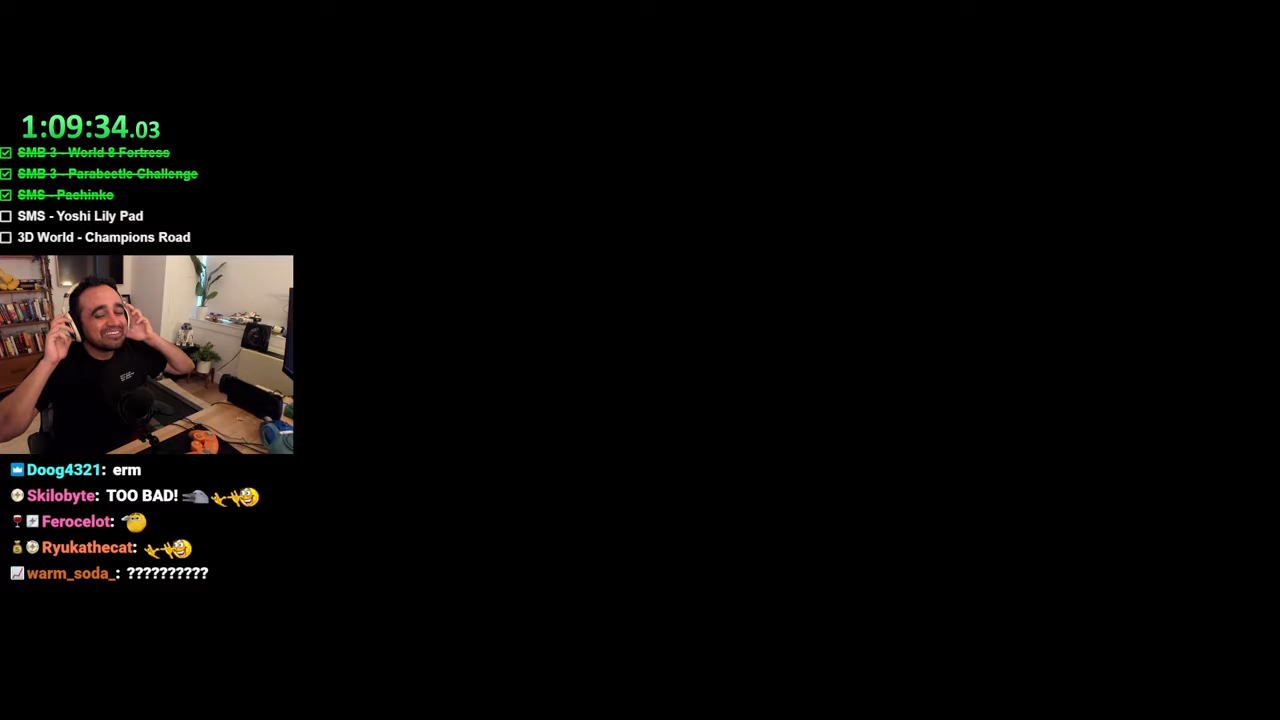 1:09:34.03
SMB 3 - World 8 Fortress
SMB 3 - Parabeetle Challenge
SMS - Pachinko
SMS - Yoshi Lily Pad
3D World - Champions Road
Doog4321: erm
Skilobyte: TOO BAD!
Ferocelot:
Ryukathecat:
warm_soda_: ??????????